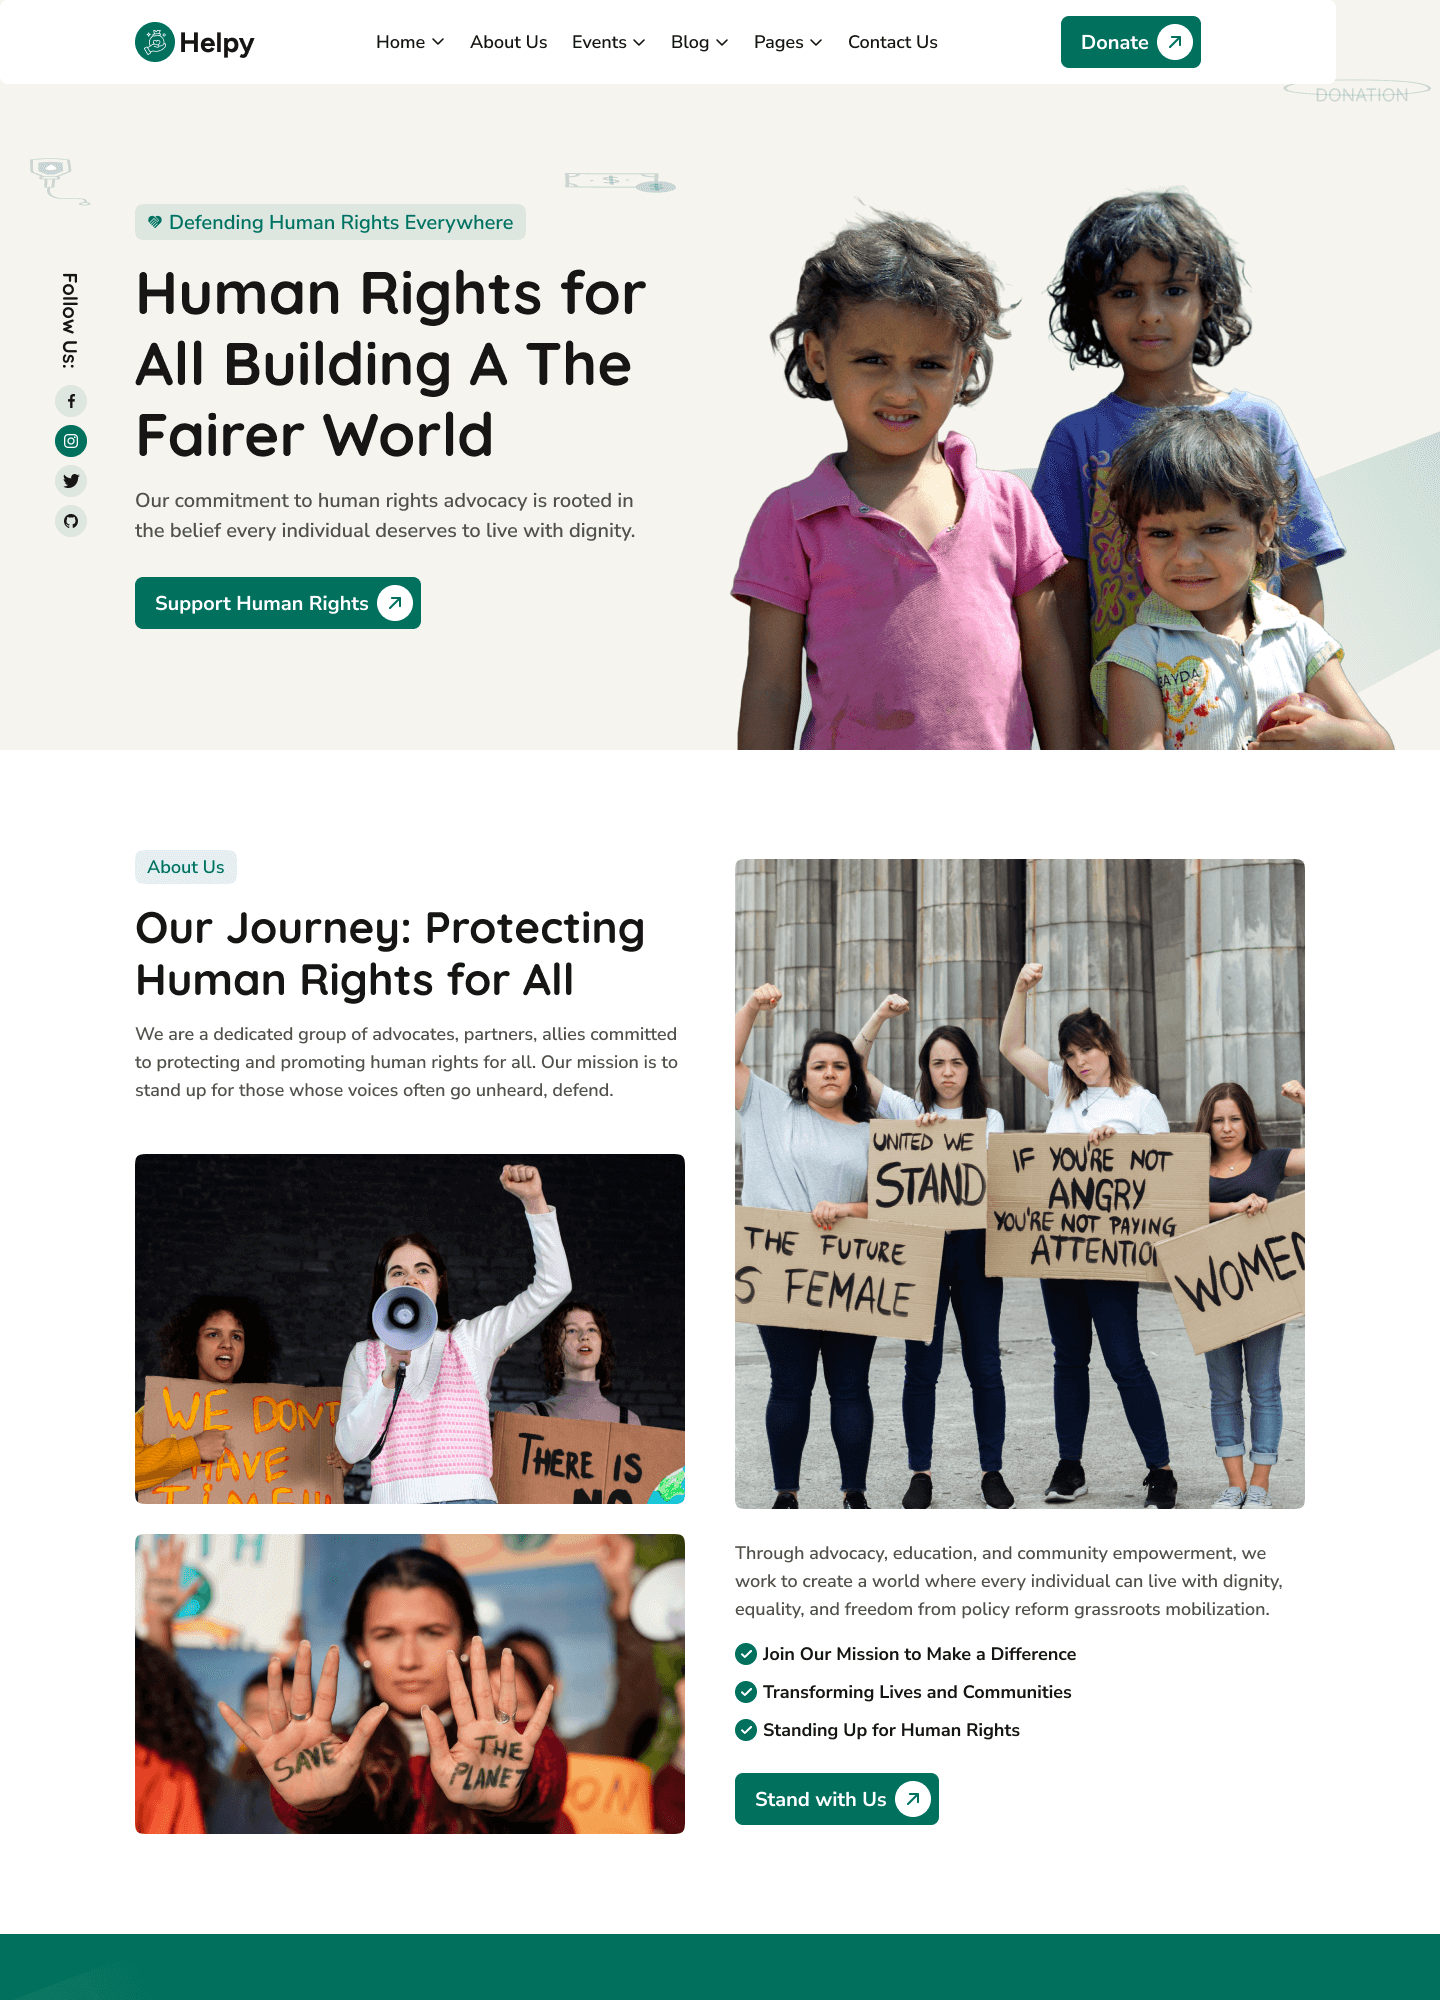 Helpy
Home
About Us
Events
Blog
Pages
Contact Us
Donate
DONATION
Defending Human Rights Everywhere
Human Rights for
All Building A The
Fairer World
Our commitment to human rights advocacy is rooted in
the belief every individual deserves to live with dignity.
Support Human Rights
Follow Us:
About Us
Our Journey: Protecting
Human Rights for All
We are a dedicated group of advocates, partners, allies committed
to protecting and promoting human rights for all. Our mission is to
stand up for those whose voices often go unheard, defend.
WE DON'T
HAVE
TIME!!!
THERE IS
NO
SAVE
THE
PLANET
ON
UNITED WE
STAND
IF YOU'RE NOT
ANGRY
YOU'RE NOT PAYING
ATTENTION
THE FUTURE
IS FEMALE
WOMEN
Through advocacy, education, and community empowerment, we
work to create a world where every individual can live with dignity,
equality, and freedom from policy reform grassroots mobilization.
Join Our Mission to Make a Difference
Transforming Lives and Communities
Standing Up for Human Rights
Stand with Us